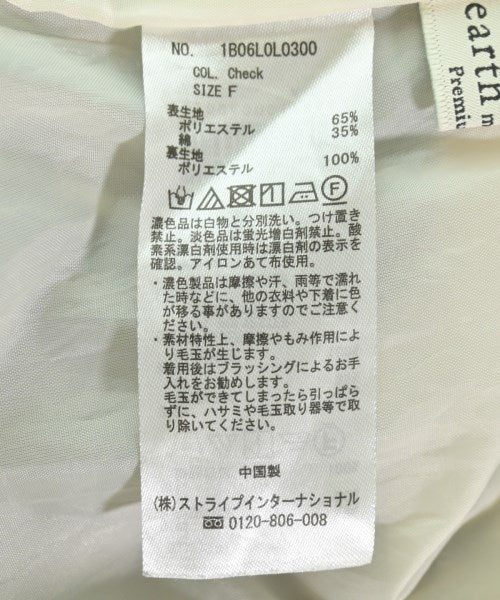 NO. 1B06L0L0300
COL. Check
SIZE F
表生地
ポリエステル 65%
綿 35%
裏生地
ポリエステル 100%
濃色品は白物と分別洗い。つけ置き
禁止。淡色品は蛍光増白剤禁止。酸
素系漂白剤使用時は漂白剤の表示を
確認。アイロンあて布使用。
・濃色製品は摩擦や汗、雨等で濡れ
た時などに、他の衣料や下着に色
が移る事がありますのでご注意く
ださい。
・素材特性上、摩擦やもみ作用によ
り毛玉が生じます。
着用後はブラッシングによるお手
入れをお勧めします。
毛玉ができてしまったら引っぱら
ずに、ハサミや毛玉取り器等で取
り除いてください。
中国製
(株)ストライプインターナショナル
0120-806-008
earth m
Premiu